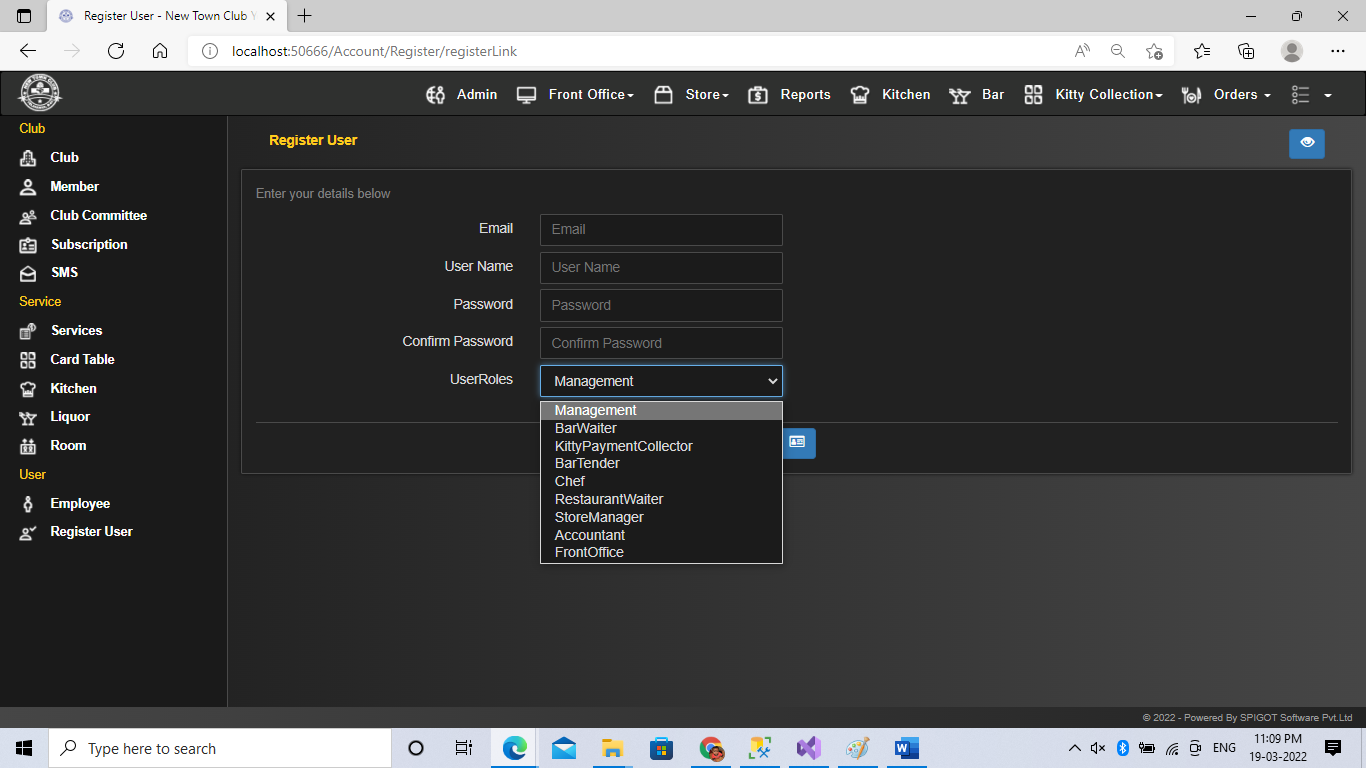 Register User - New Town Club
localhost:50666/Account/Register/registerLink
Admin Front Office Store Reports Kitchen Bar Kitty Collection Orders
Club
Club
Member
Club Committee
Subscription
SMS
Service
Services
Card Table
Kitchen
Liquor
Room
User
Employee
Register User
Register User
Enter your details below
Email Email
User Name User Name
Password Password
Confirm Password Confirm Password
UserRoles Management
Management
BarWaiter
KittyPaymentCollector
BarTender
Chef
RestaurantWaiter
StoreManager
Accountant
FrontOffice
© 2022 - Powered By SPIGOT Software Pvt.Ltd
Type here to search
ENG
11:09 PM
19-03-2022